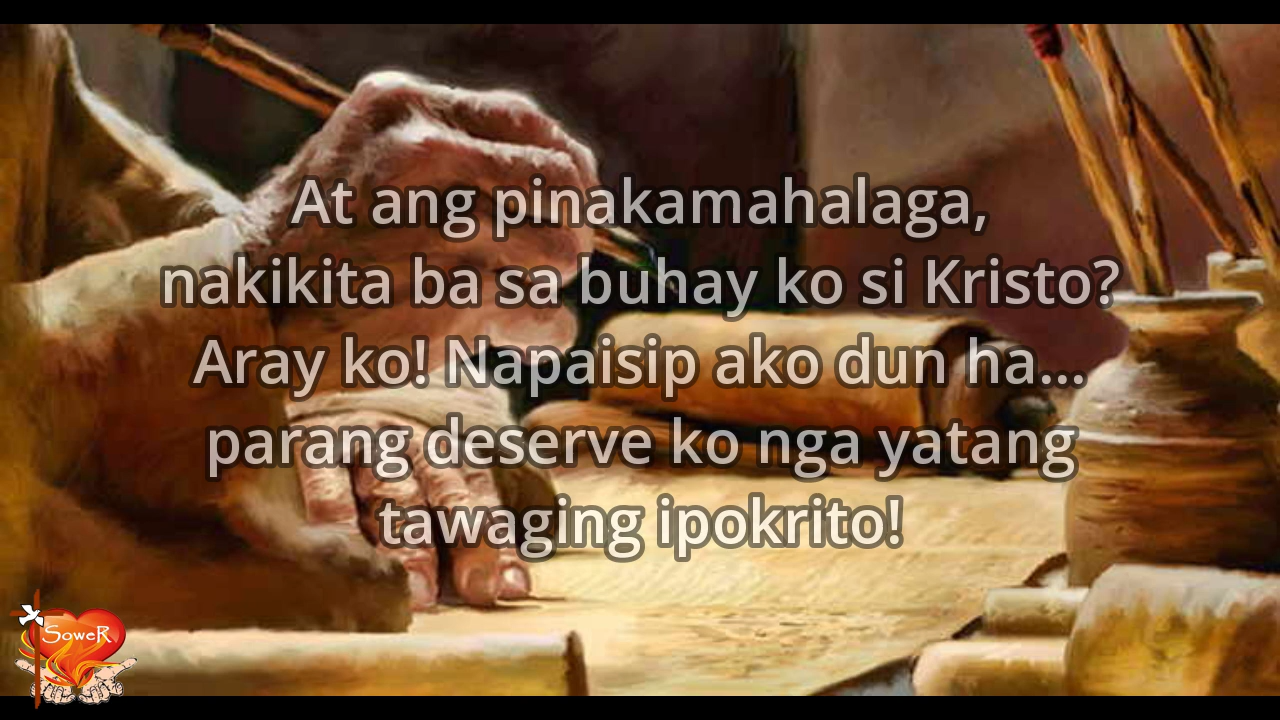 At ang pinakamahalaga,
nakikita ba sa buhay ko si Kristo?
Aray ko! Napaisip ako dun ha...
parang deserve ko nga yatang
tawaging ipokrito!
SoweR